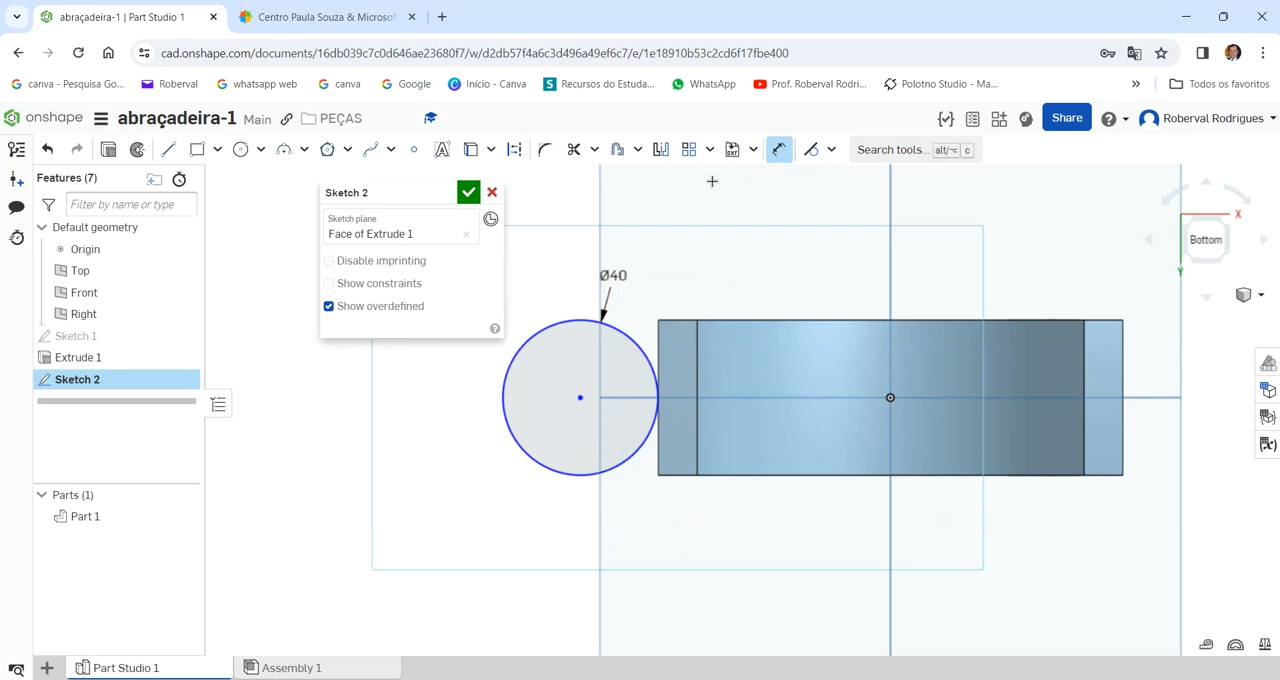 abraçadeira-1 | Part Studio 1
Centro Paula Souza & Microsof
cad.onshape.com/documents/16db039c7c0d646ae23680f7/w/d2db57f4a6c3d496a49ef6c7/e/1e18910b53c2cd6f17fbe400
canva - Pesquisa Go...
Roberval
whatsapp web
canva
Google
Início - Canva
Recursos do Estuda...
WhatsApp
Prof. Roberval Rodri...
Polotno Studio - Ma...
Todos os favoritos
onshape
abraçadeira-1 Main
PEÇAS
Share
Roberval Rodrigues
Search tools... alt/⌥ c
Features (7)
Filter by name or type
Default geometry
Origin
Top
Front
Right
Sketch 1
Extrude 1
Sketch 2
Parts (1)
Part 1
Sketch 2
Sketch plane
Face of Extrude 1
Disable imprinting
Show constraints
Show overdefined
Ø40
X
Bottom
Y
Part Studio 1
Assembly 1